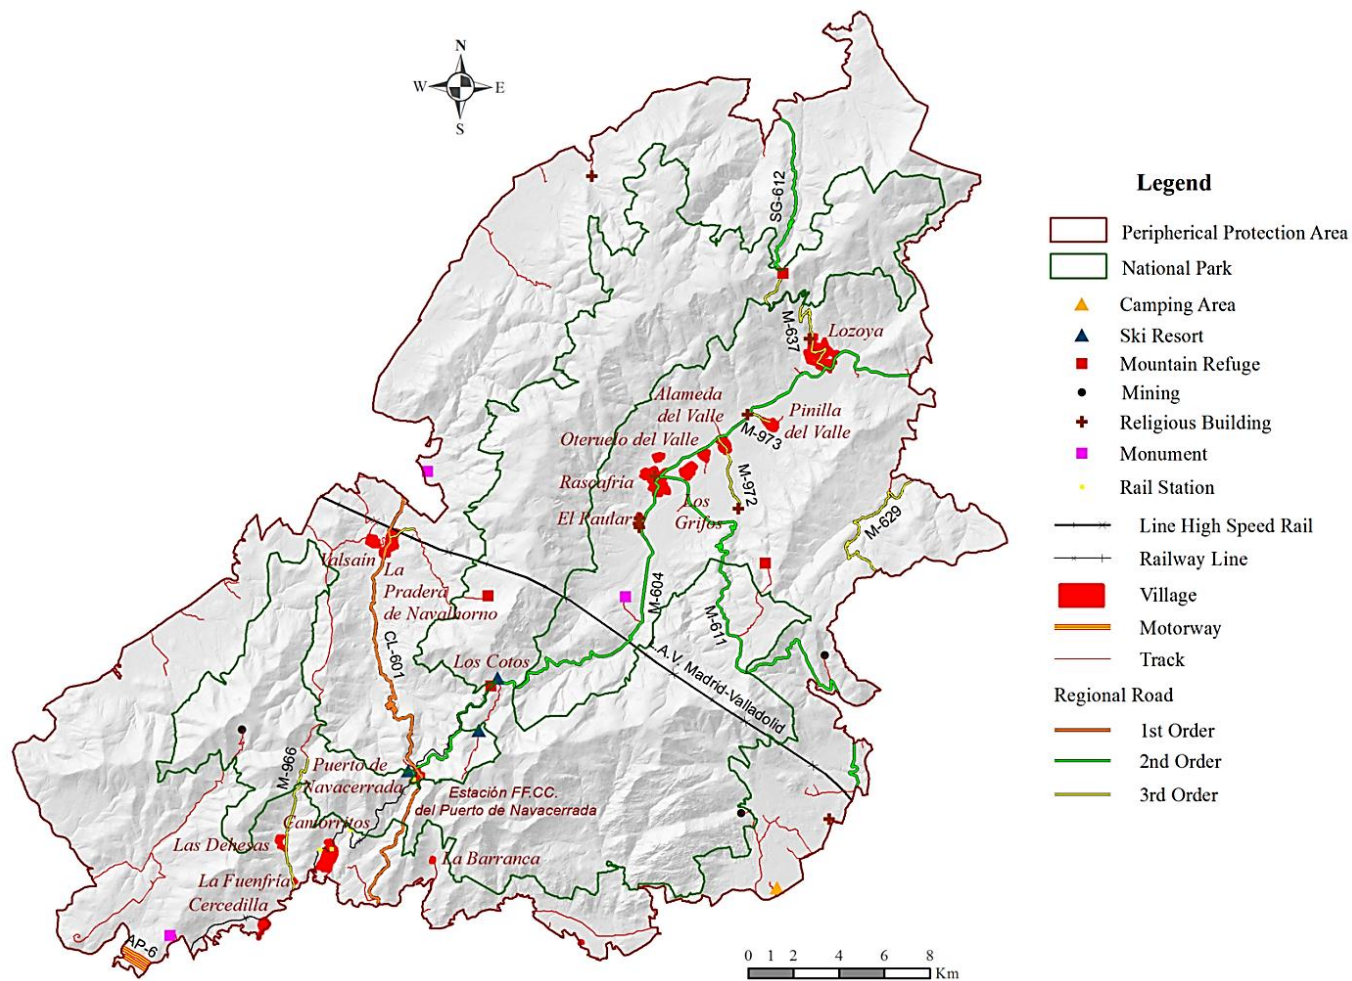 N
W
E
S
SG-612
M-637
Lozoya
Alameda
del Valle
Pinilla
del Valle
M-973
Oteruelo del Valle
M-972
Rascafria
Los
Grifos
El Paular
M-629
Valsaín
La
Pradera
de Navalhorno
M-604
M-611
CL-601
Los Cotos
L.A.V. Madrid-Valladolid
M-966
Puerto de
Navacerrada
Estación FF.CC.
del Puerto de Navacerrada
Camorritos
Las Dehesas
La Barranca
La Fuenfría
Cercedilla
AP-6
0 1 2 4 6 8
Km
Legend
Peripherical Protection Area
National Park
Camping Area
Ski Resort
Mountain Refuge
Mining
Religious Building
Monument
Rail Station
Line High Speed Rail
Railway Line
Village
Motorway
Track
Regional Road
1st Order
2nd Order
3rd Order